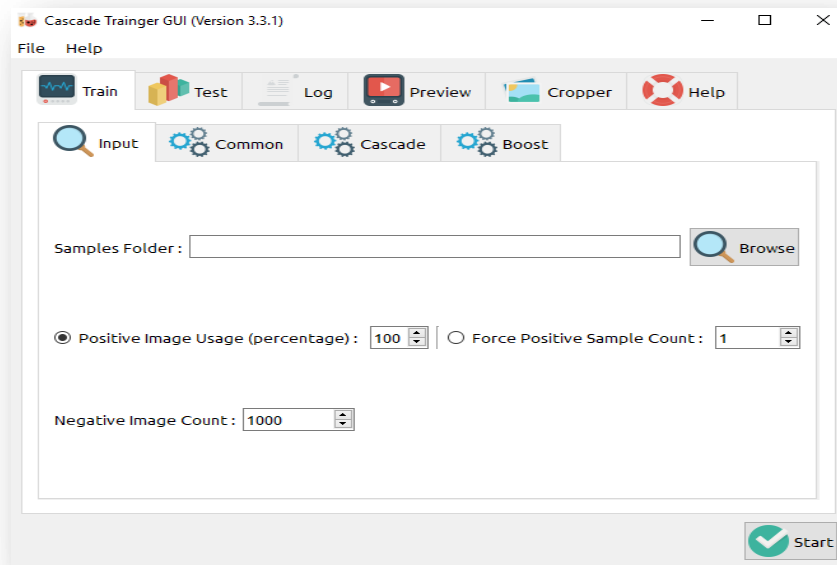 Cascade Trainger GUI (Version 3.3.1)
File Help
Train Test Log Preview Cropper Help
Input Common Cascade Boost
Samples Folder : Browse
Positive Image Usage (percentage) : 100 Force Positive Sample Count : 1
Negative Image Count : 1000
Start